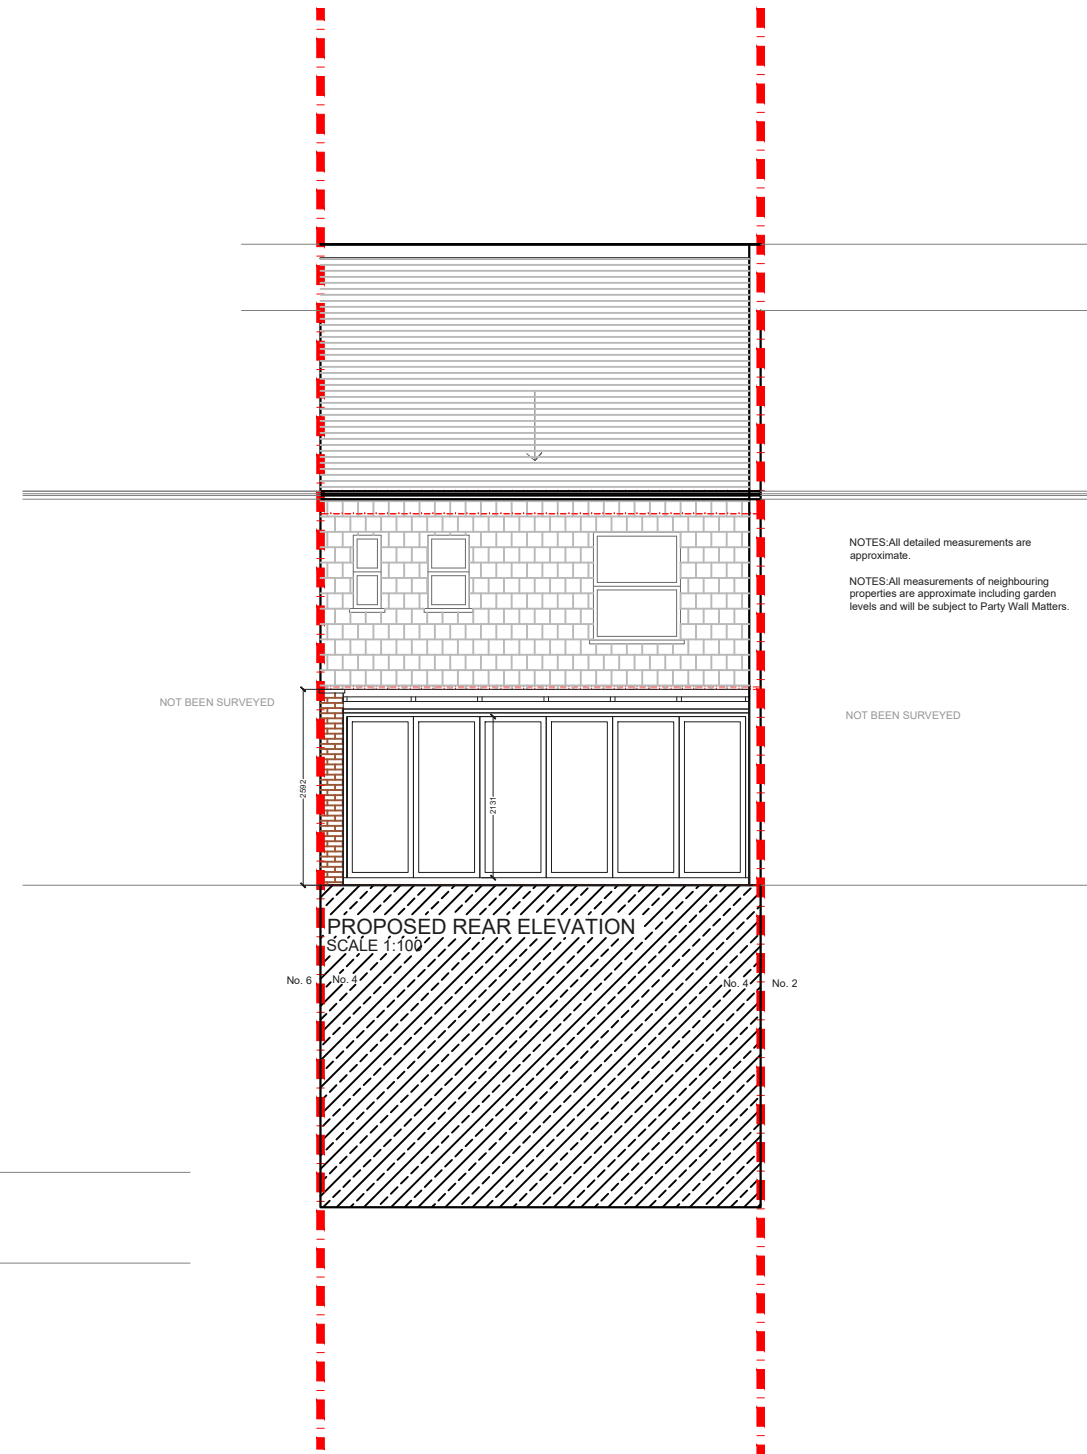 NOTES:All detailed measurements are
approximate.
NOTES:All measurements of neighbouring
properties are approximate including garden
levels and will be subject to Party Wall Matters.
NOT BEEN SURVEYED
NOT BEEN SURVEYED
2592
2131
PROPOSED REAR ELEVATION
SCALE 1:100
No. 6
No. 4
No. 4
No. 2